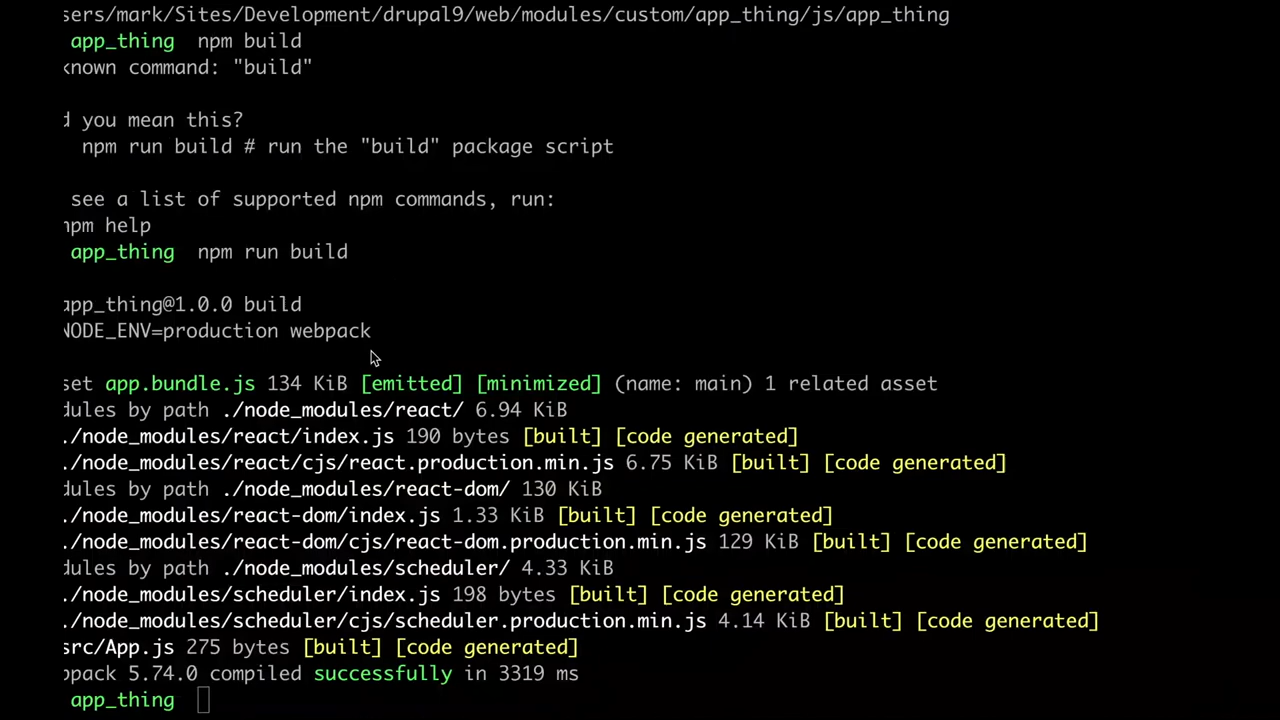 sers/mark/Sites/Development/drupal9/web/modules/custom/app_thing/js/app_thing
app_thing npm build
known command: "build"
d you mean this?
npm run build # run the "build" package script
see a list of supported npm commands, run:
npm help
app_thing npm run build
app_thing@1.0.0 build
NODE_ENV=production webpack
set app.bundle.js 134 KiB [emitted] [minimized] (name: main) 1 related asset
dules by path ./node_modules/react/ 6.94 KiB
./node_modules/react/index.js 190 bytes [built] [code generated]
./node_modules/react/cjs/react.production.min.js 6.75 KiB [built] [code generated]
dules by path ./node_modules/react-dom/ 130 KiB
./node_modules/react-dom/index.js 1.33 KiB [built] [code generated]
./node_modules/react-dom/cjs/react-dom.production.min.js 129 KiB [built] [code generated]
dules by path ./node_modules/scheduler/ 4.33 KiB
./node_modules/scheduler/index.js 198 bytes [built] [code generated]
./node_modules/scheduler/cjs/scheduler.production.min.js 4.14 KiB [built] [code generated]
src/App.js 275 bytes [built] [code generated]
bpack 5.74.0 compiled successfully in 3319 ms
app_thing